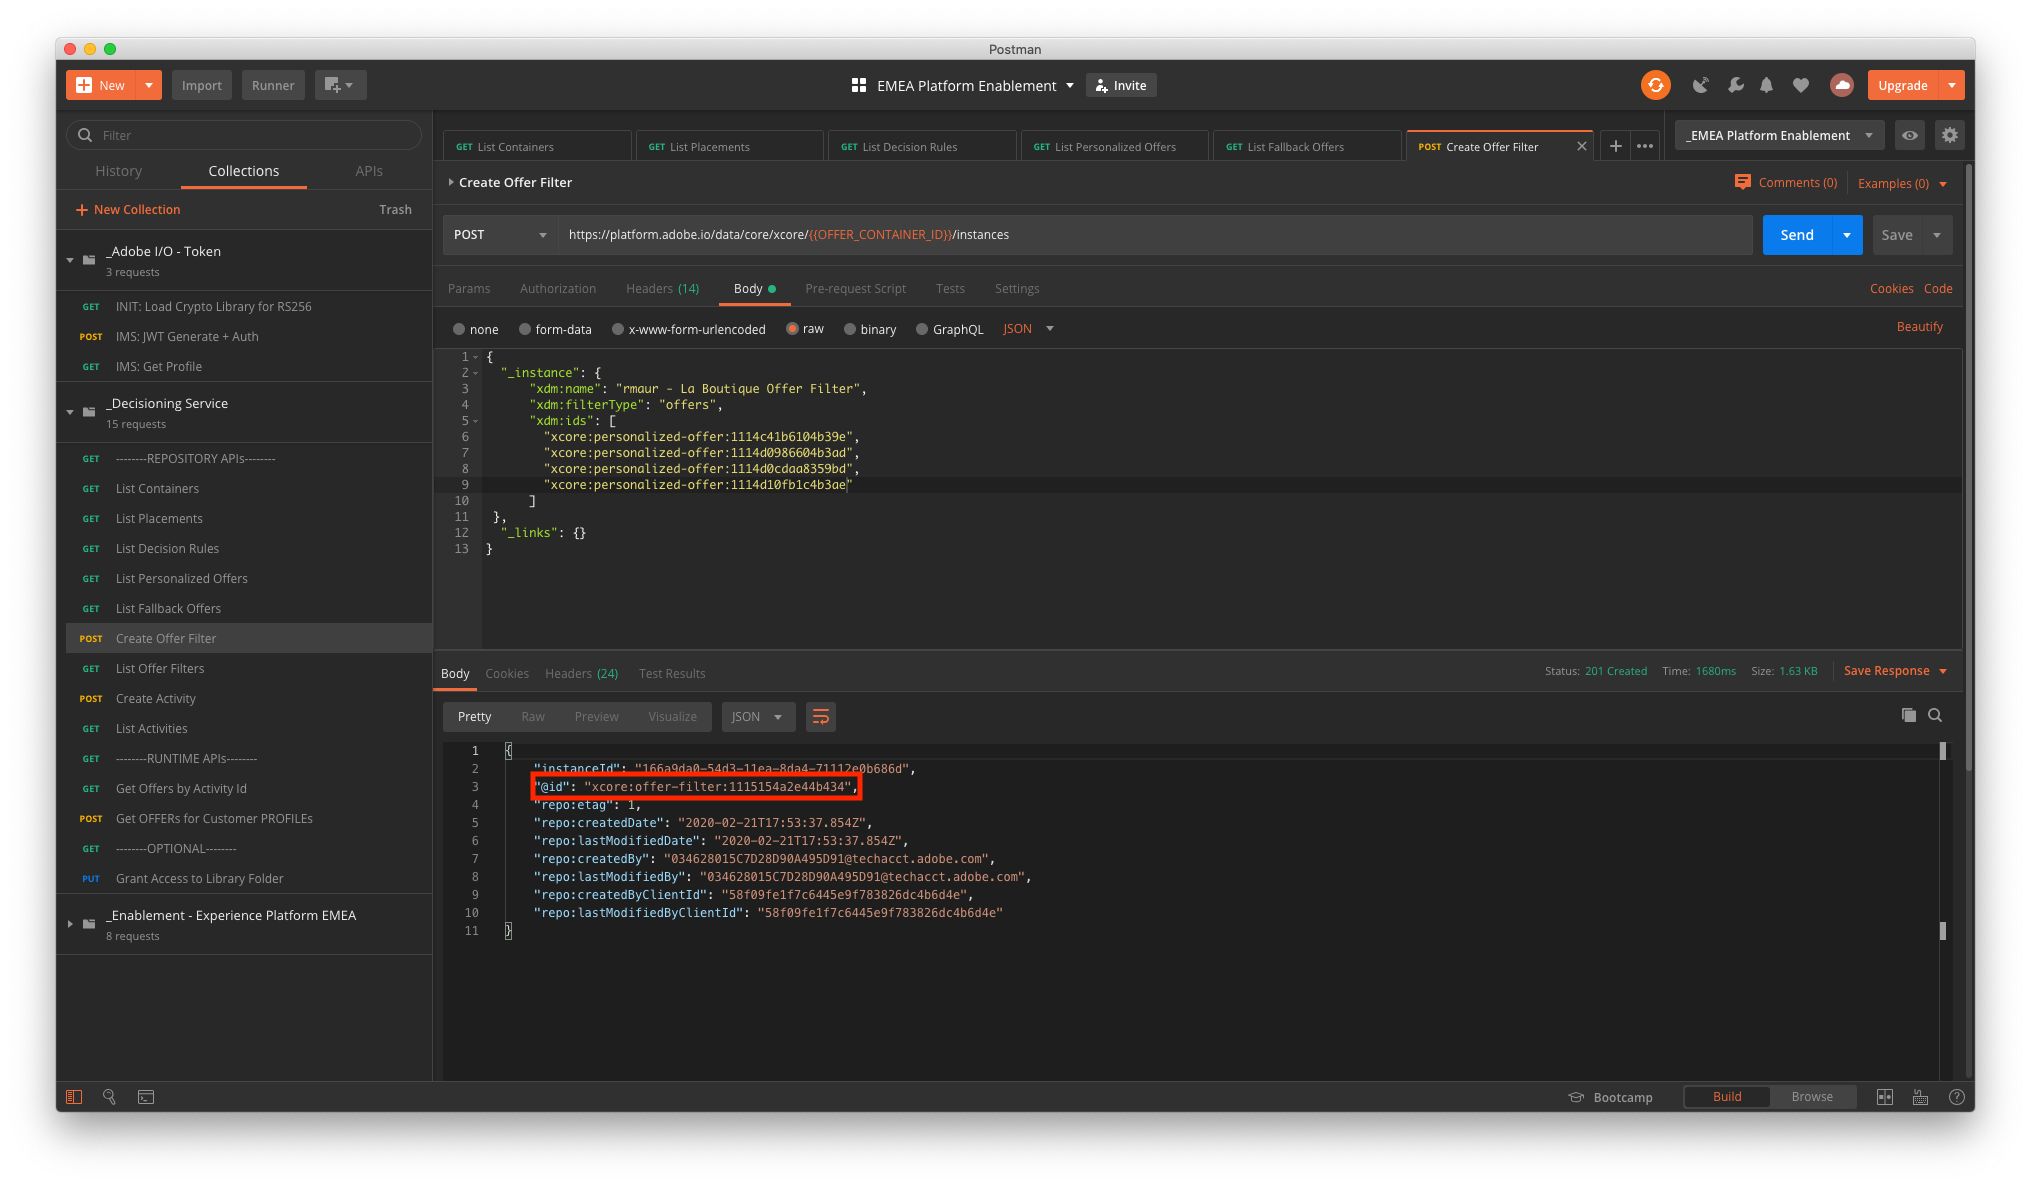 Postman
New Import Runner EMEA Platform Enablement Invite Upgrade
Filter
History Collections APIs
New Collection Trash
_Adobe I/O - Token
3 requests
GET INIT: Load Crypto Library for RS256
POST IMS: JWT Generate + Auth
GET IMS: Get Profile
_Decisioning Service
15 requests
GET --------REPOSITORY APIs--------
GET List Containers
GET List Placements
GET List Decision Rules
GET List Personalized Offers
GET List Fallback Offers
POST Create Offer Filter
GET List Offer Filters
POST Create Activity
GET List Activities
GET --------RUNTIME APIs--------
GET Get Offers by Activity Id
POST Get OFFERs for Customer PROFILEs
GET --------OPTIONAL--------
PUT Grant Access to Library Folder
_Enablement - Experience Platform EMEA
8 requests
GET List Containers GET List Placements GET List Decision Rules GET List Personalized Offers GET List Fallback Offers POST Create Offer Filter _EMEA Platform Enablement
Create Offer Filter Comments (0) Examples (0)
POST https://platform.adobe.io/data/core/xcore/{{OFFER_CONTAINER_ID}}/instances Send Save
Params Authorization Headers (14) Body Pre-request Script Tests Settings Cookies Code
none form-data x-www-form-urlencoded raw binary GraphQL JSON Beautify
1 {
2 "_instance": {
3 "xdm:name": "rmaur - La Boutique Offer Filter",
4 "xdm:filterType": "offers",
5 "xdm:ids": [
6 "xcore:personalized-offer:1114c41b6104b39e",
7 "xcore:personalized-offer:1114d0986604b3ad",
8 "xcore:personalized-offer:1114d0cdaa8359bd",
9 "xcore:personalized-offer:1114d10fb1c4b3ae"
10 ]
11 },
12 "_links": {}
13 }
Body Cookies Headers (24) Test Results Status: 201 Created Time: 1680ms Size: 1.63 KB Save Response
Pretty Raw Preview Visualize JSON
1 {
2 "instanceId": "166a9da0-54d3-11ea-8da4-71112e0b686d",
3 "@id": "xcore:offer-filter:1115154a2e44b434",
4 "repo:etag": 1,
5 "repo:createdDate": "2020-02-21T17:53:37.854Z",
6 "repo:lastModifiedDate": "2020-02-21T17:53:37.854Z",
7 "repo:createdBy": "034628015C7D28D90A495D91@techacct.adobe.com",
8 "repo:lastModifiedBy": "034628015C7D28D90A495D91@techacct.adobe.com",
9 "repo:createdByClientId": "58f09fe1f7c6445e9f783826dc4b6d4e",
10 "repo:lastModifiedByClientId": "58f09fe1f7c6445e9f783826dc4b6d4e"
11 }
Bootcamp Build Browse